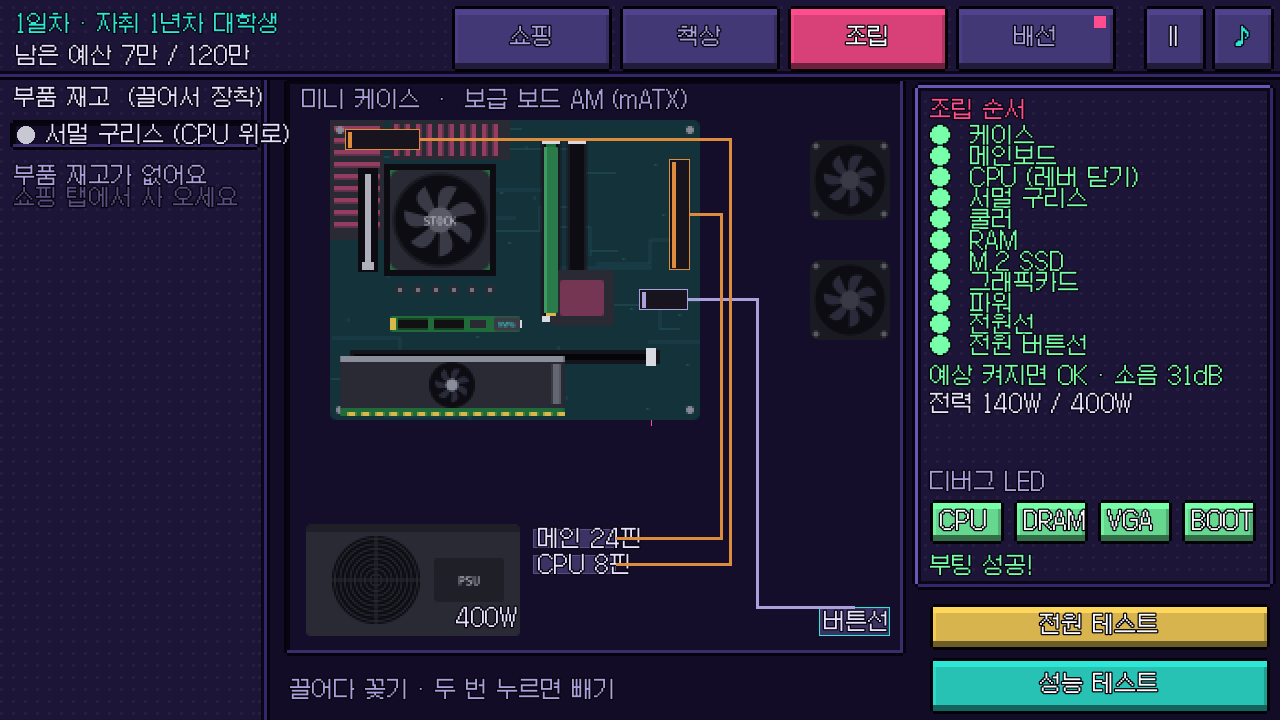 1일차 · 자취 1년차 대학생
남은 예산 7만 / 120만
쇼핑
책상
조립
배선
부품 재고 (끌어서 장착)
서멀 구리스 (CPU 위로)
부품 재고가 없어요
쇼핑 탭에서 사 오세요
미니 케이스 · 보급 보드 AM (mATX)
STOCK
메인 24핀
CPU 8핀
PSU
400W
버튼선
끌어다 꽂기 · 두 번 누르면 빼기
조립 순서
케이스
메인보드
CPU (레버 닫기)
서멀 구리스
쿨러
RAM
M.2 SSD
그래픽카드
파워
전원선
전원 버튼선
예상 켜지면 OK · 소음 31dB
전력 140W / 400W
디버그 LED
CPU
DRAM
VGA
BOOT
부팅 성공!
전원 테스트
성능 테스트